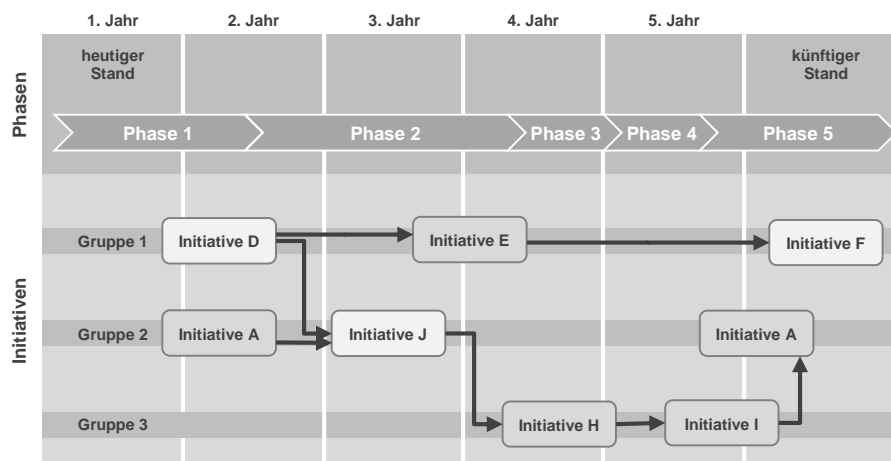 1. Jahr 2. Jahr 3. Jahr 4. Jahr 5. Jahr
heutiger
Stand
künftiger
Stand
Phasen
Phase 1 Phase 2 Phase 3 Phase 4 Phase 5
Initiativen
Gruppe 1 Initiative D Initiative E Initiative F
Gruppe 2 Initiative A Initiative J Initiative A
Gruppe 3 Initiative H Initiative I